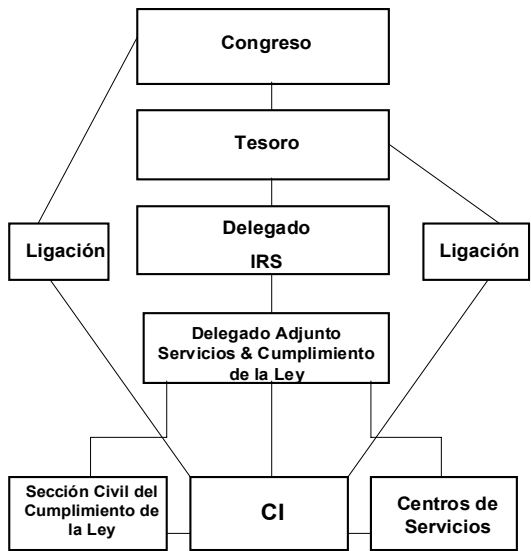 Congreso
Tesoro
Delegado
IRS
Ligación
Ligación
Delegado Adjunto
Servicios & Cumplimiento
de la Ley
Sección Civil del
Cumplimiento de
la Ley
CI
Centros de
Servicios